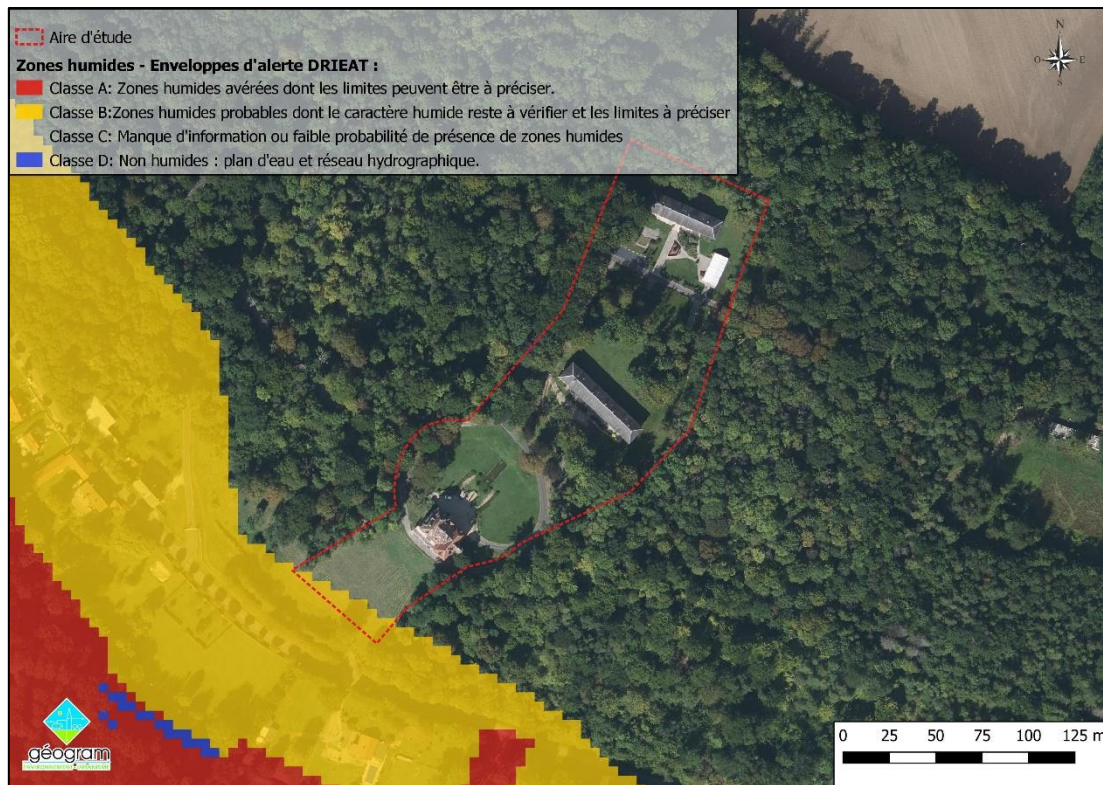 Aire d'étude
Zones humides - Enveloppes d'alerte DRIEAT :
Classe A: Zones humides avérées dont les limites peuvent être à préciser.
Classe B:Zones humides probables dont le caractère humide reste à vérifier et les limites à préciser
Classe C: Manque d'information ou faible probabilité de présence de zones humides
Classe D: Non humides : plan d'eau et réseau hydrographique.
N
O E
S
géogram
0 25 50 75 100 125 m